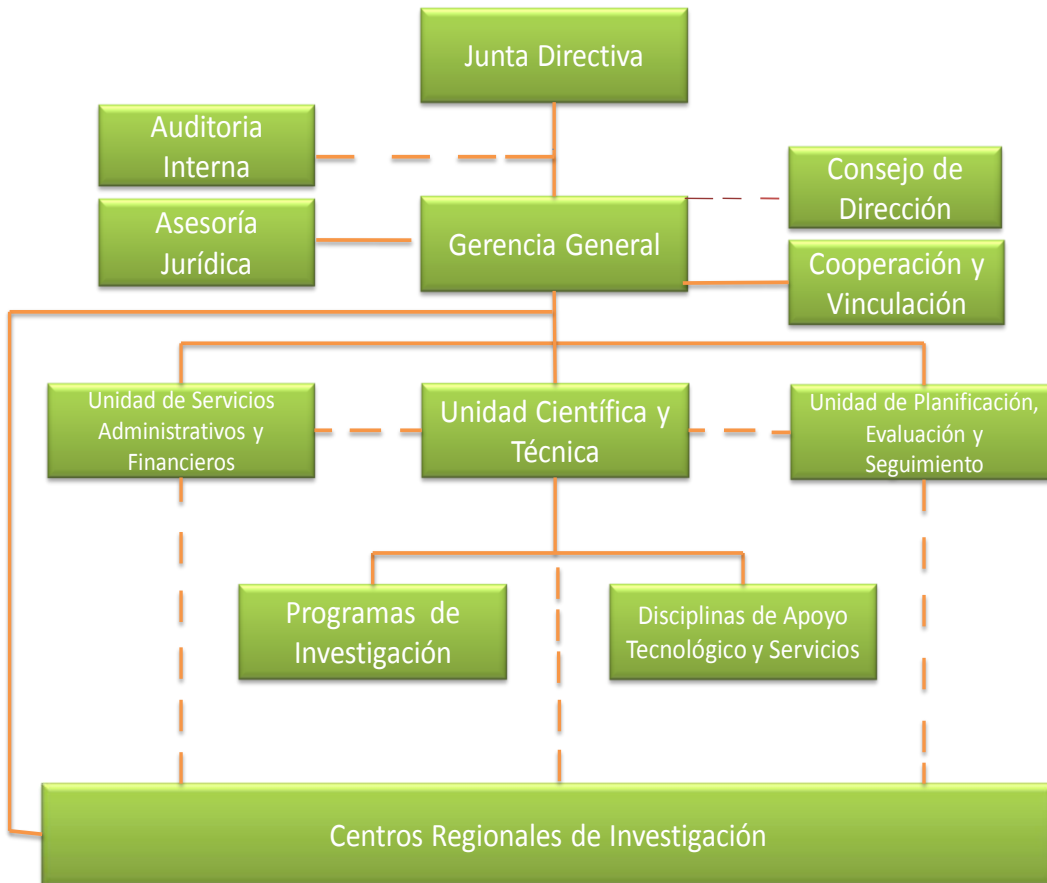 Junta Directiva
Auditoria
Interna
Consejo de
Dirección
Asesoría
Jurídica
Gerencia General
Cooperación y
Vinculación
Unidad de Servicios
Administrativos y
Financieros
Unidad Científica y
Técnica
Unidad de Planificación,
Evaluación y
Seguimiento
Programas de
Investigación
Disciplinas de Apoyo
Tecnológico y Servicios
Centros Regionales de Investigación